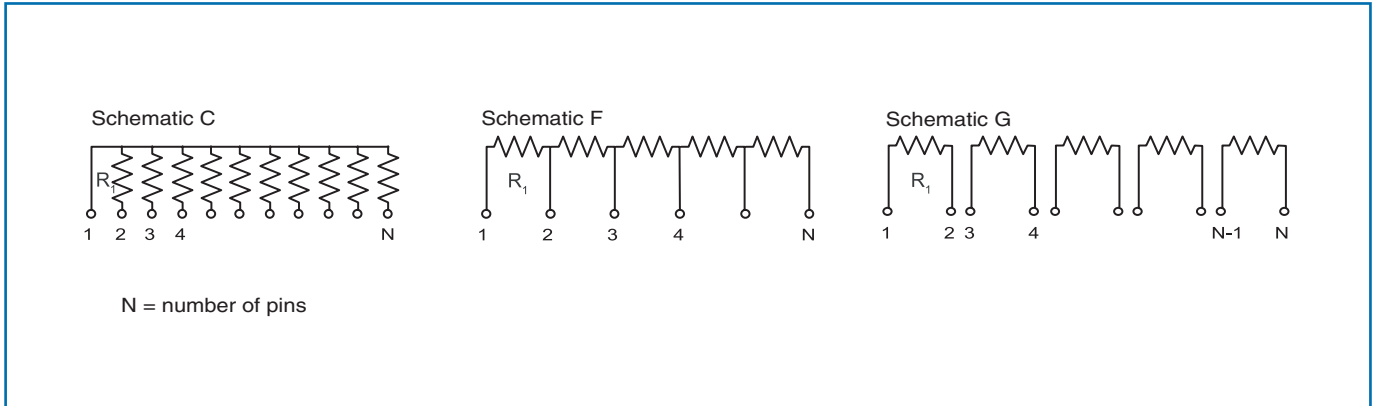 Schematic C
R1
1 2 3 4 N
Schematic F
R1
1 2 3 4 N
Schematic G
R1
1 2 3 4 N-1 N
N = number of pins